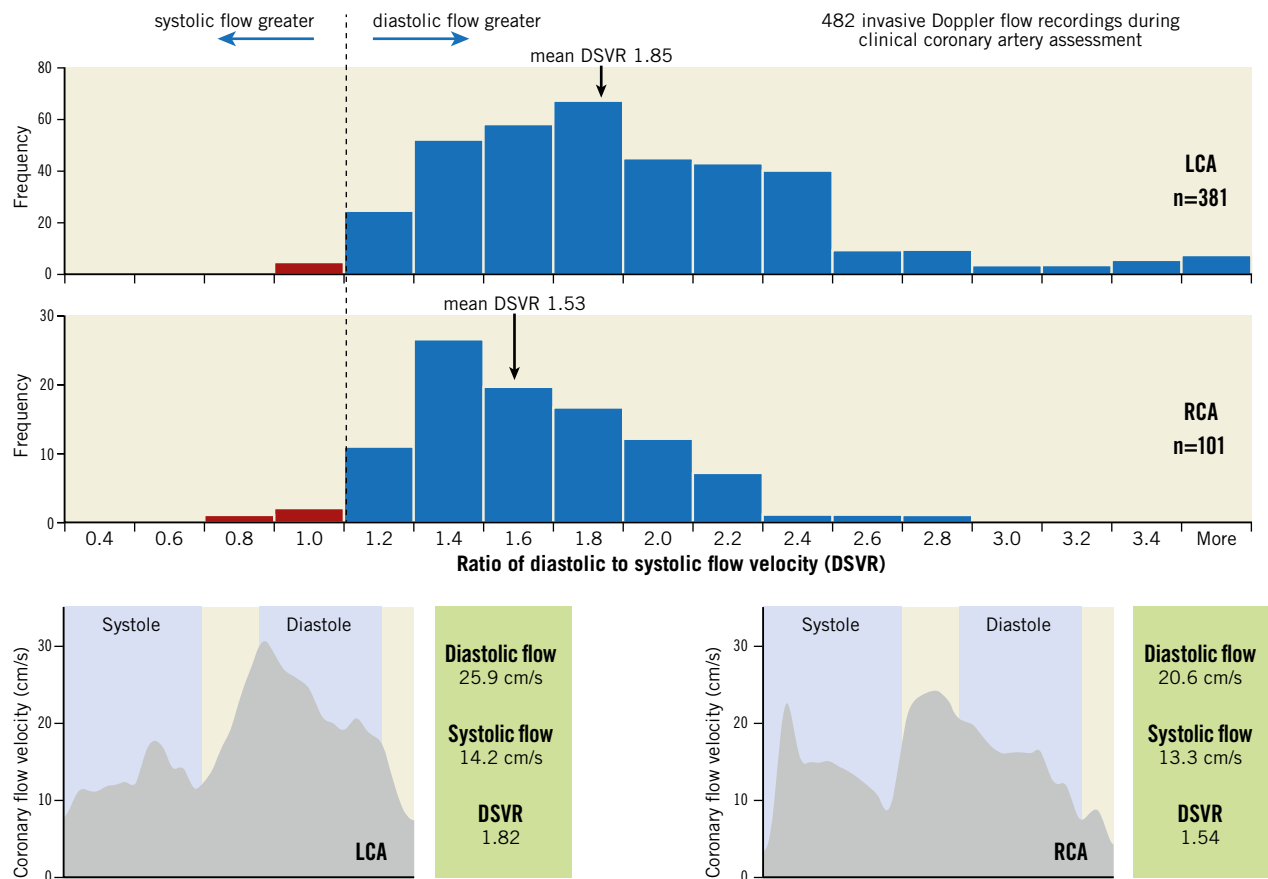 systolic flow greater
diastolic flow greater
482 invasive Doppler flow recordings during
clinical coronary artery assessment
mean DSVR 1.85
80
60
40
20
0
Frequency
LCA
n=381
mean DSVR 1.53
30
20
10
0
Frequency
RCA
n=101
0.4 0.6 0.8 1.0 1.2 1.4 1.6 1.8 2.0 2.2 2.4 2.6 2.8 3.0 3.2 3.4 More
Ratio of diastolic to systolic flow velocity (DSVR)
Coronary flow velocity (cm/s)
30
20
10
0
Systole
Diastole
LCA
Diastolic flow
25.9 cm/s
Systolic flow
14.2 cm/s
DSVR
1.82
Coronary flow velocity (cm/s)
30
20
10
0
Systole
Diastole
RCA
Diastolic flow
20.6 cm/s
Systolic flow
13.3 cm/s
DSVR
1.54